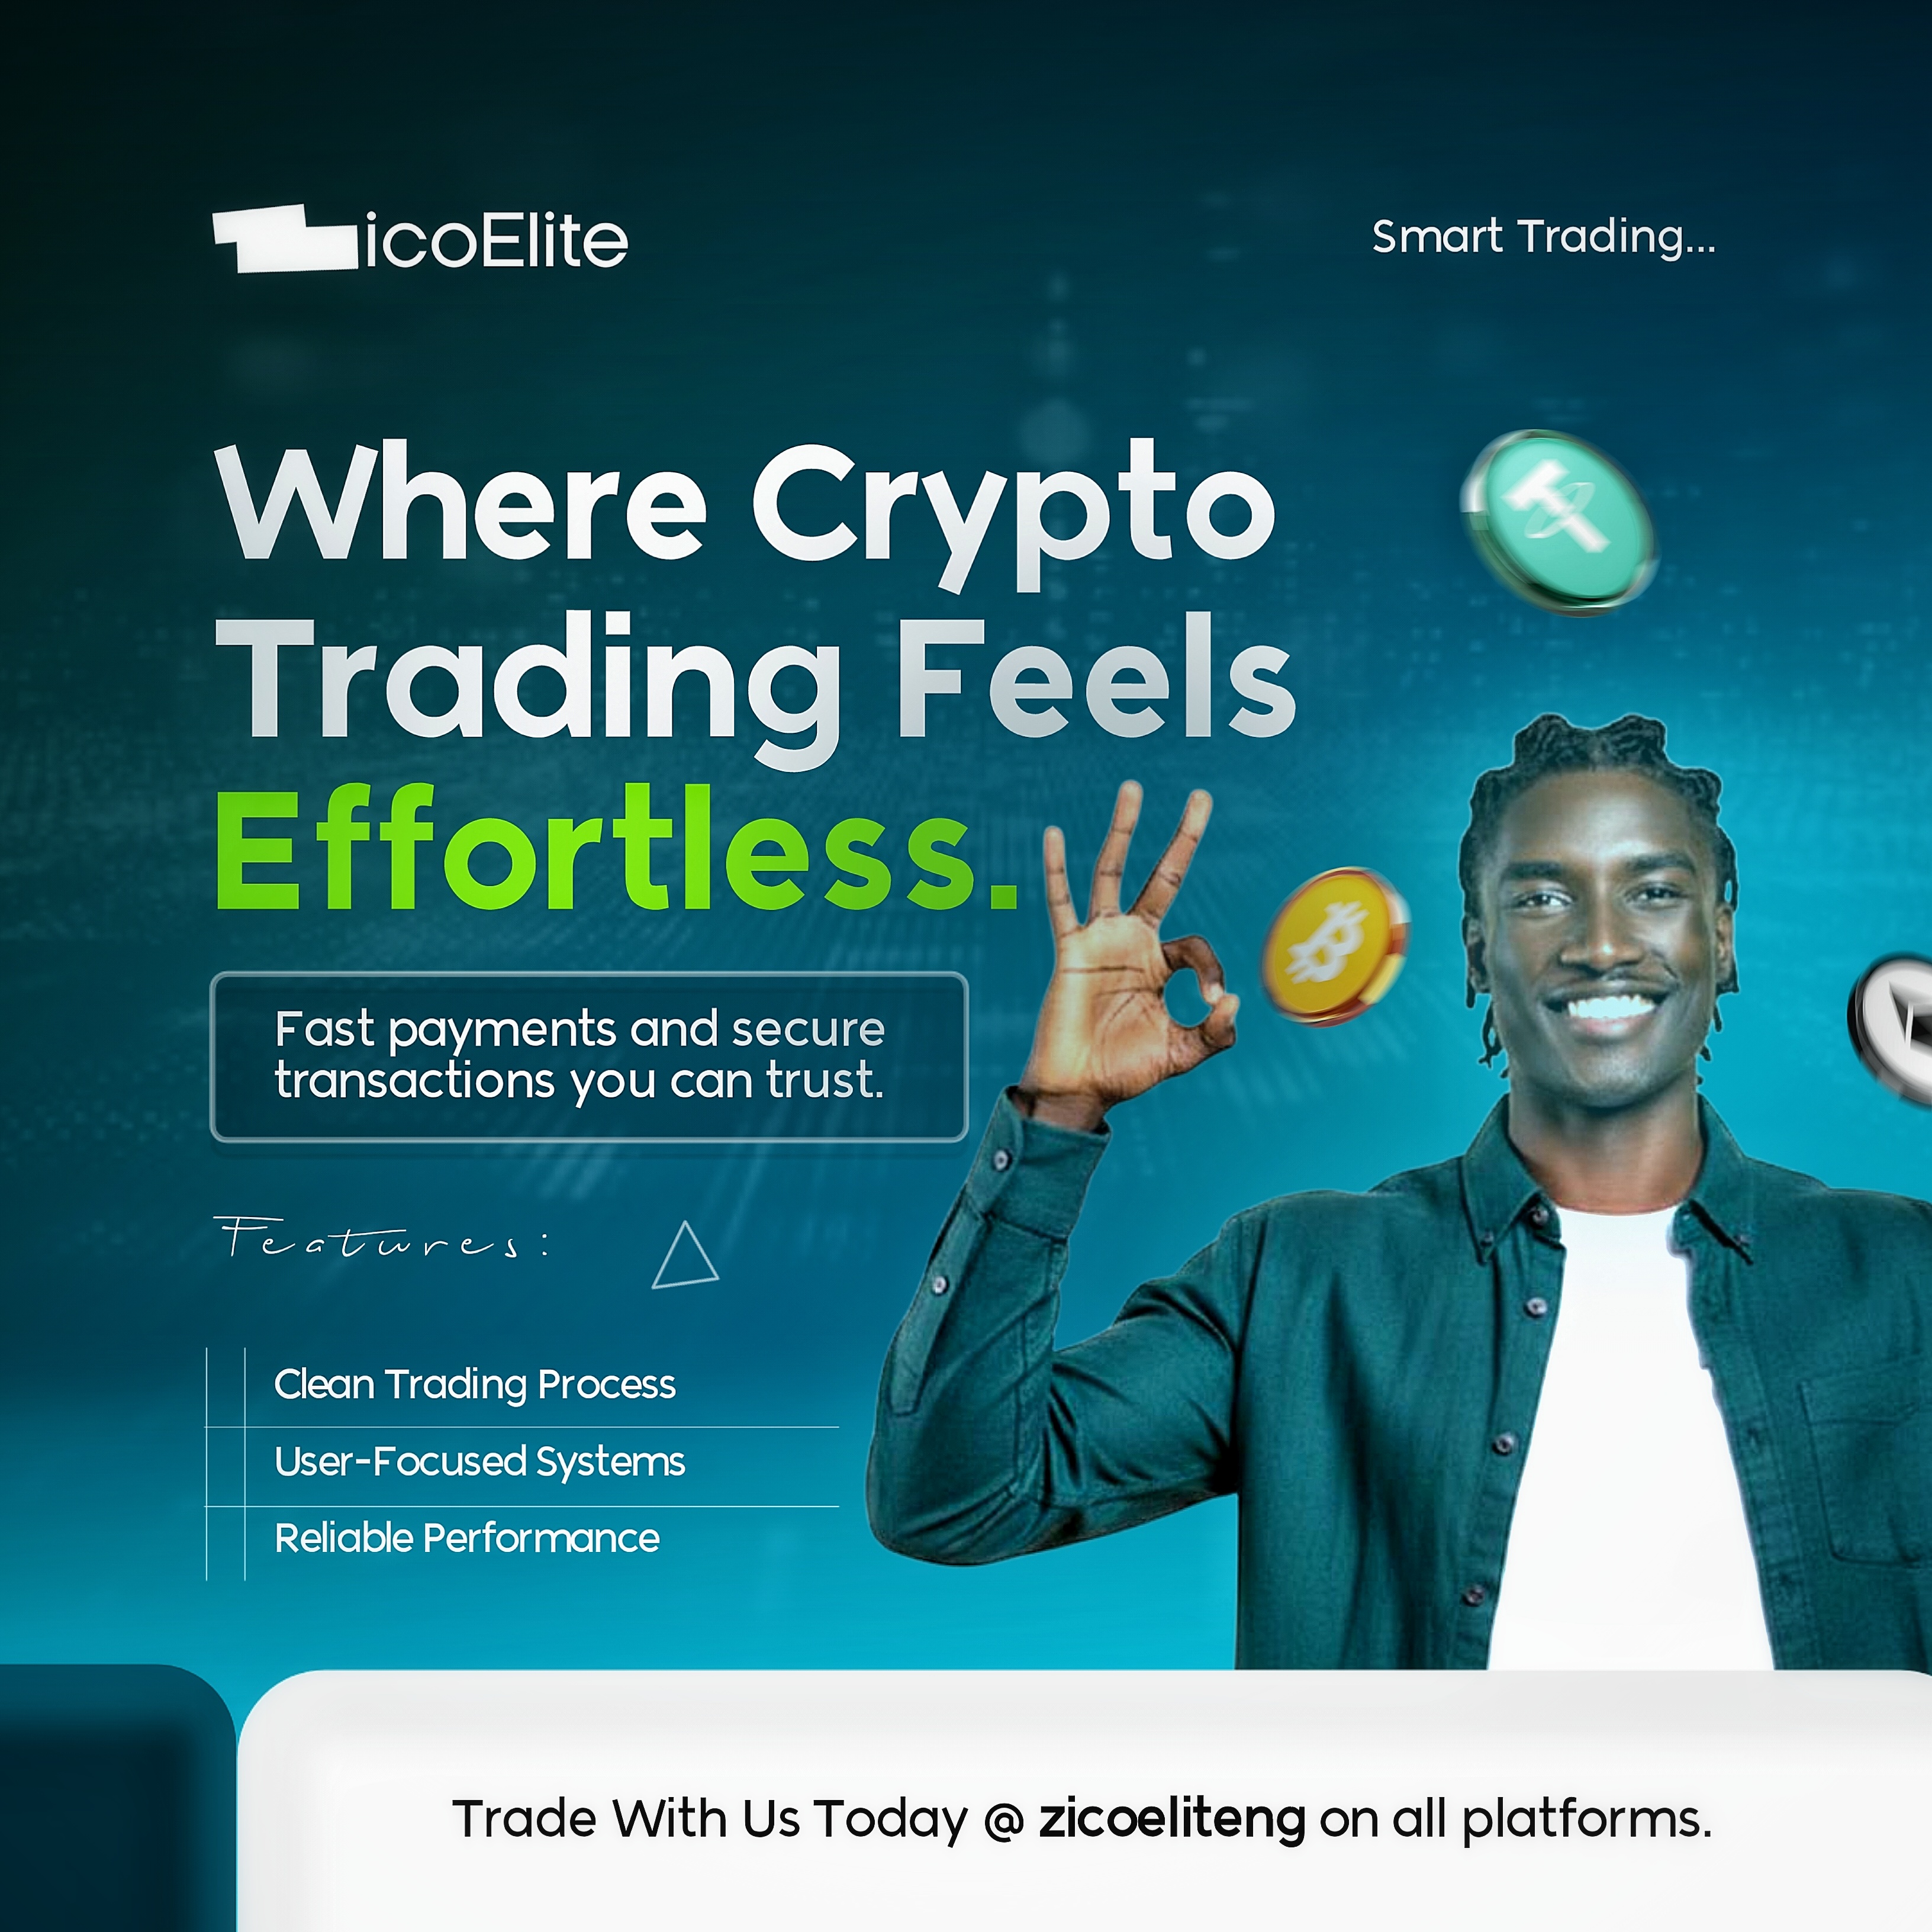 icoElite
Smart Trading...
Where Crypto
Trading Feels
Effortless.
Fast payments and secure
transactions you can trust.
Features:
Clean Trading Process
User-Focused Systems
Reliable Performance
Trade With Us Today @ zicoeliteng on all platforms.